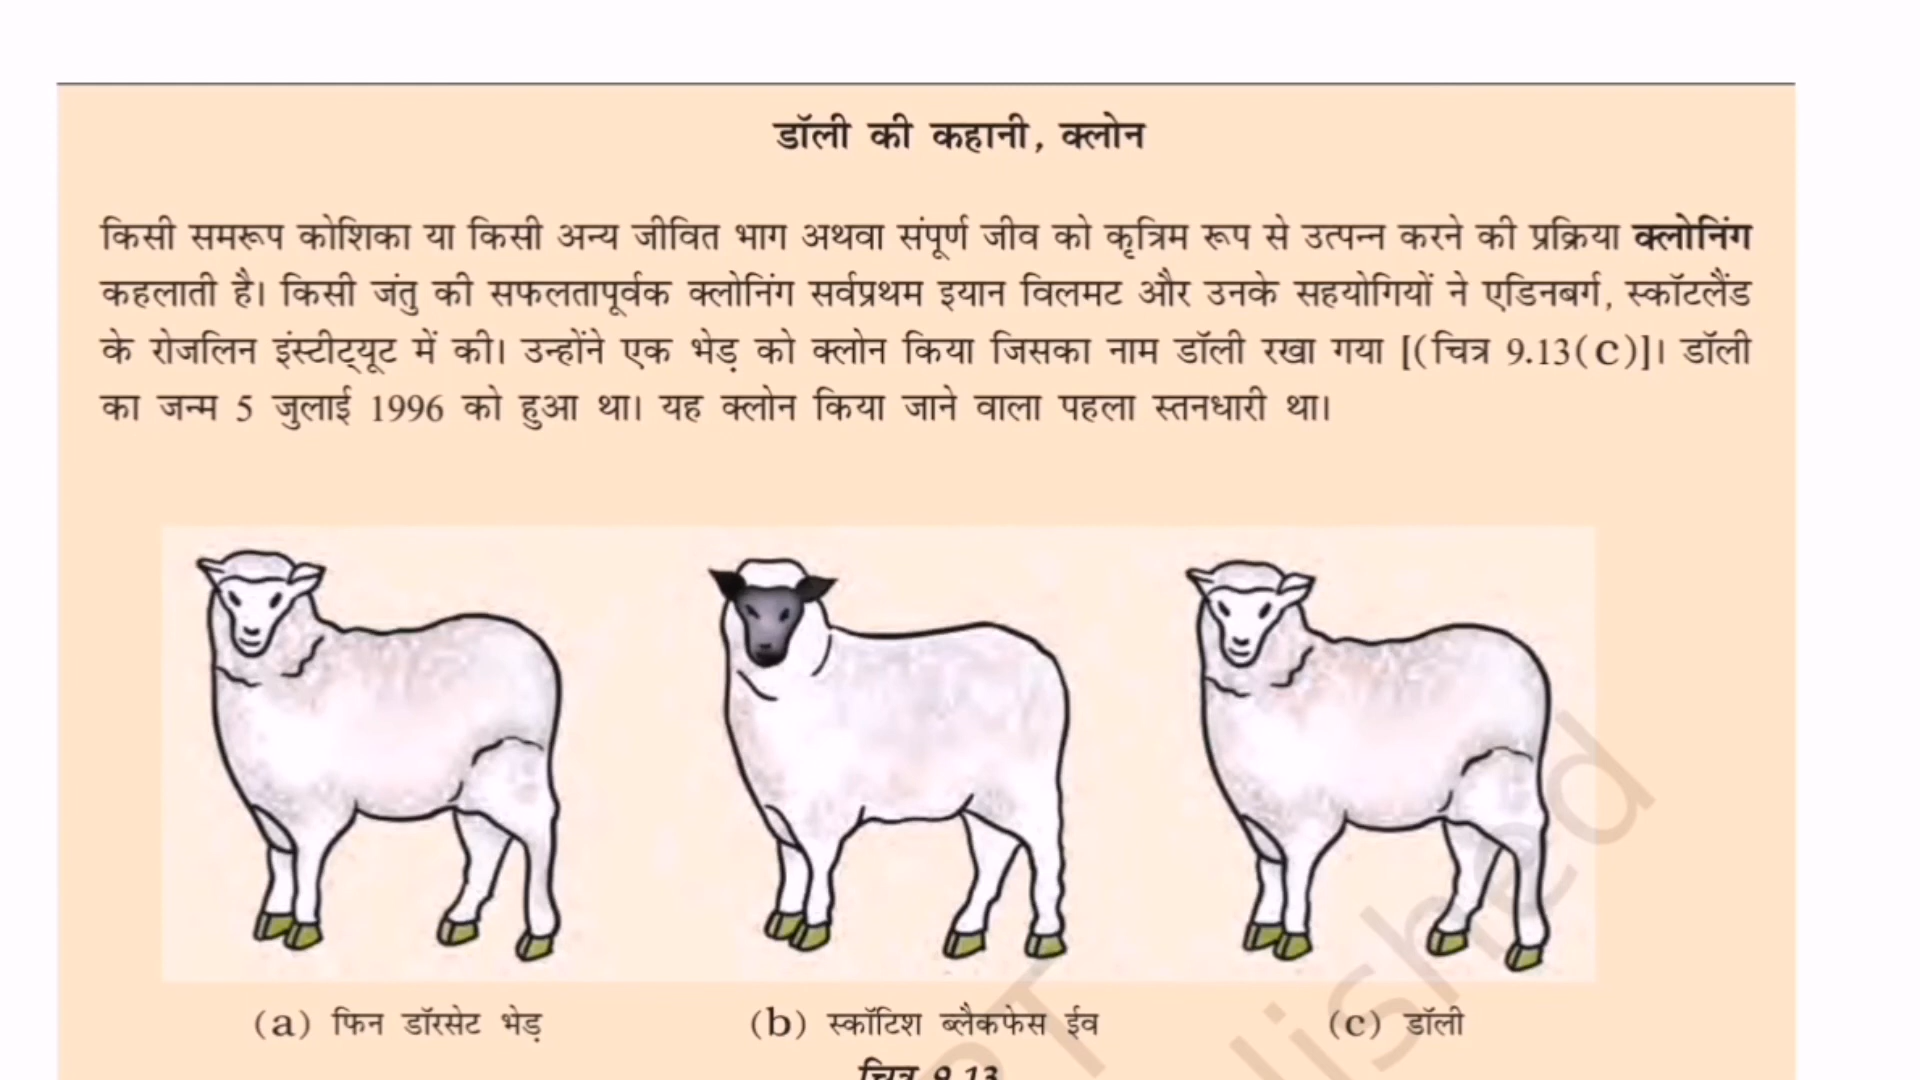 डॉली की कहानी, क्लोन
किसी समरूप कोशिका या किसी अन्य जीवित भाग अथवा संपूर्ण जीव को कृत्रिम रूप से उत्पन्न करने की प्रक्रिया क्लोनिंग
कहलाती है। किसी जंतु की सफलतापूर्वक क्लोनिंग सर्वप्रथम इयान विलमट और उनके सहयोगियों ने एडिनबर्ग, स्कॉटलैंड
के रोजलिन इंस्टीट्यूट में की। उन्होंने एक भेड़ को क्लोन किया जिसका नाम डॉली रखा गया [(चित्र 9.13(c)]। डॉली
का जन्म 5 जुलाई 1996 को हुआ था। यह क्लोन किया जाने वाला पहला स्तनधारी था।
(a) फिन डॉरसेट भेड़ (b) स्कॉटिश ब्लैकफेस ईव (c) डॉली
चित्र 9.13